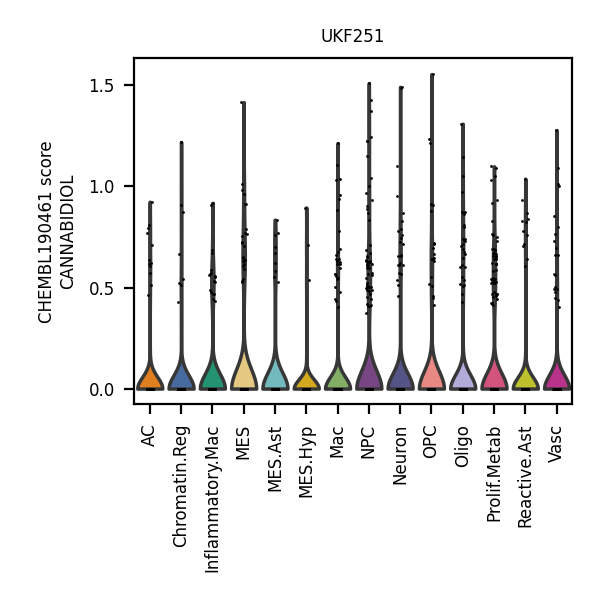 UKF251
CHEMBL190461 score
CANNABIDIOL
1.5
1.0
0.5
0.0
AC
Chromatin.Reg
Inflammatory.Mac
MES
MES.Ast
MES.Hyp
Mac
NPC
Neuron
OPC
Oligo
Prolif.Metab
Reactive.Ast
Vasc